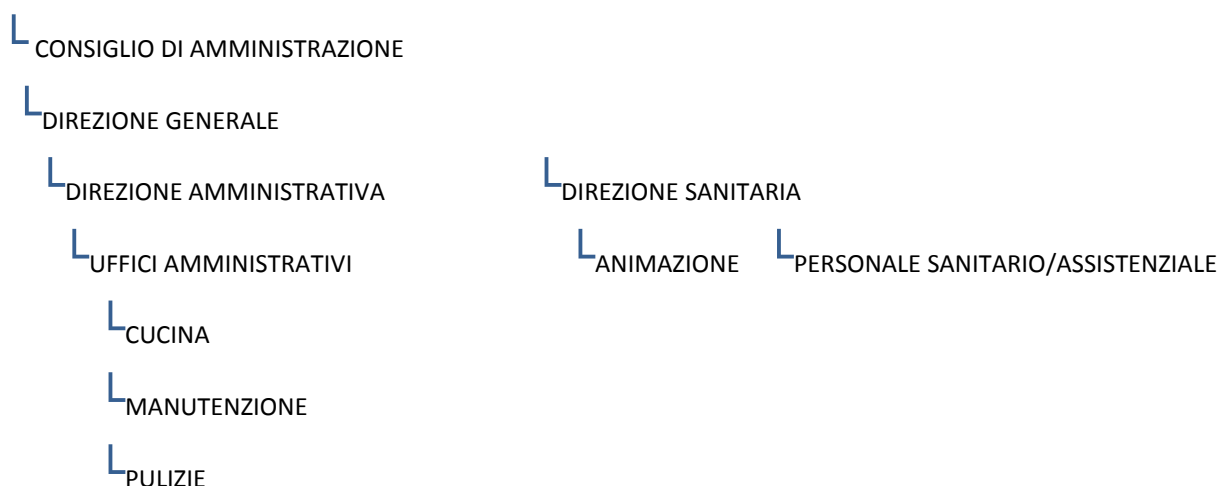 CONSIGLIO DI AMMINISTRAZIONE
DIREZIONE GENERALE
DIREZIONE AMMINISTRATIVA DIREZIONE SANITARIA
UFFICI AMMINISTRATIVI ANIMAZIONE PERSONALE SANITARIO/ASSISTENZIALE
CUCINA
MANUTENZIONE
PULIZIE